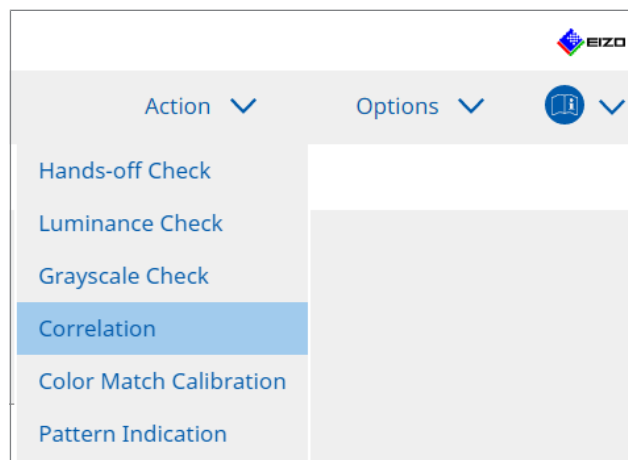 EIZO
Action Options
Hands-off Check
Luminance Check
Grayscale Check
Correlation
Color Match Calibration
Pattern Indication